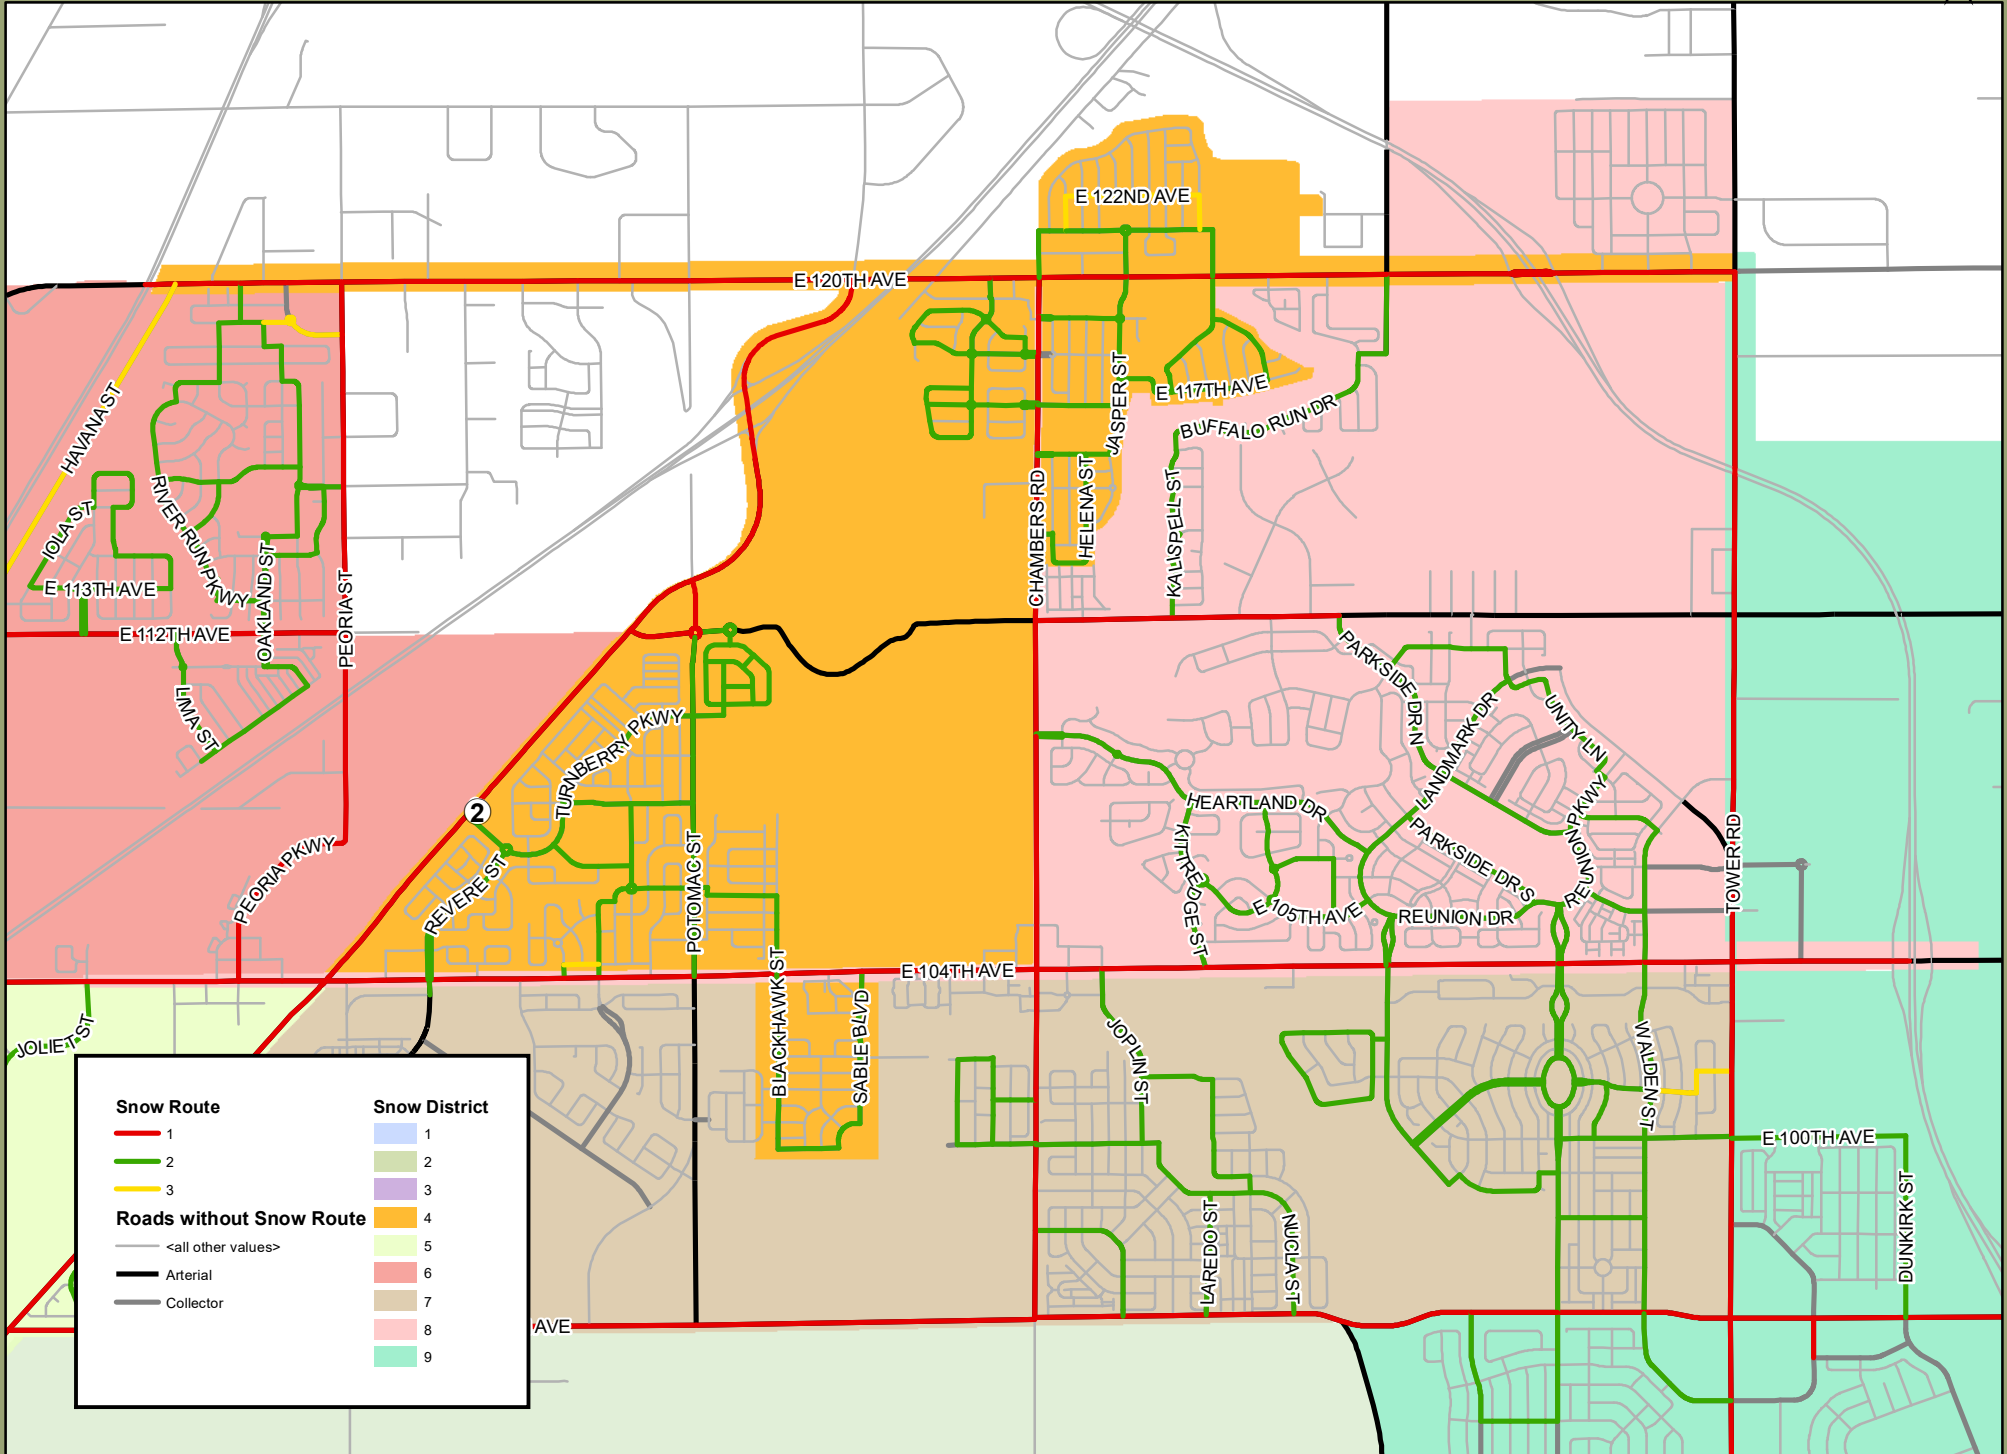 E 122ND AVE
E 120TH AVE
HAVANA ST
JASPER ST
E 117TH AVE
BUFFALO RUN DR
IOLA ST
RIVER RUN PKWY
OAKLAND ST
PEORIA ST
CHAMBERS RD
HELENA ST
KALISPELL ST
E 113TH AVE
E 112TH AVE
LIMA ST
PARKSIDE DR N
LANDMARK DR
UNITY LN
TURNBERRY PKWY
2
HEARTLAND DR
PARKSIDE DR S
REUNION PKWY
TOWER RD
PEORIA PKWY
REVERE ST
POTOMAC ST
KITTREDGE ST
E 105TH AVE
REUNION DR
E 104TH AVE
JOLIET ST
BLACKHAWK ST
SABLE BLVD
JOPLIN ST
WALDEN ST
E 100TH AVE
DUNKIRK ST
LAREDO ST
NUCLA ST
AVE
Snow Route
1
2
3
Roads without Snow Route
<all other values>
Arterial
Collector
Snow District
1
2
3
4
5
6
7
8
9